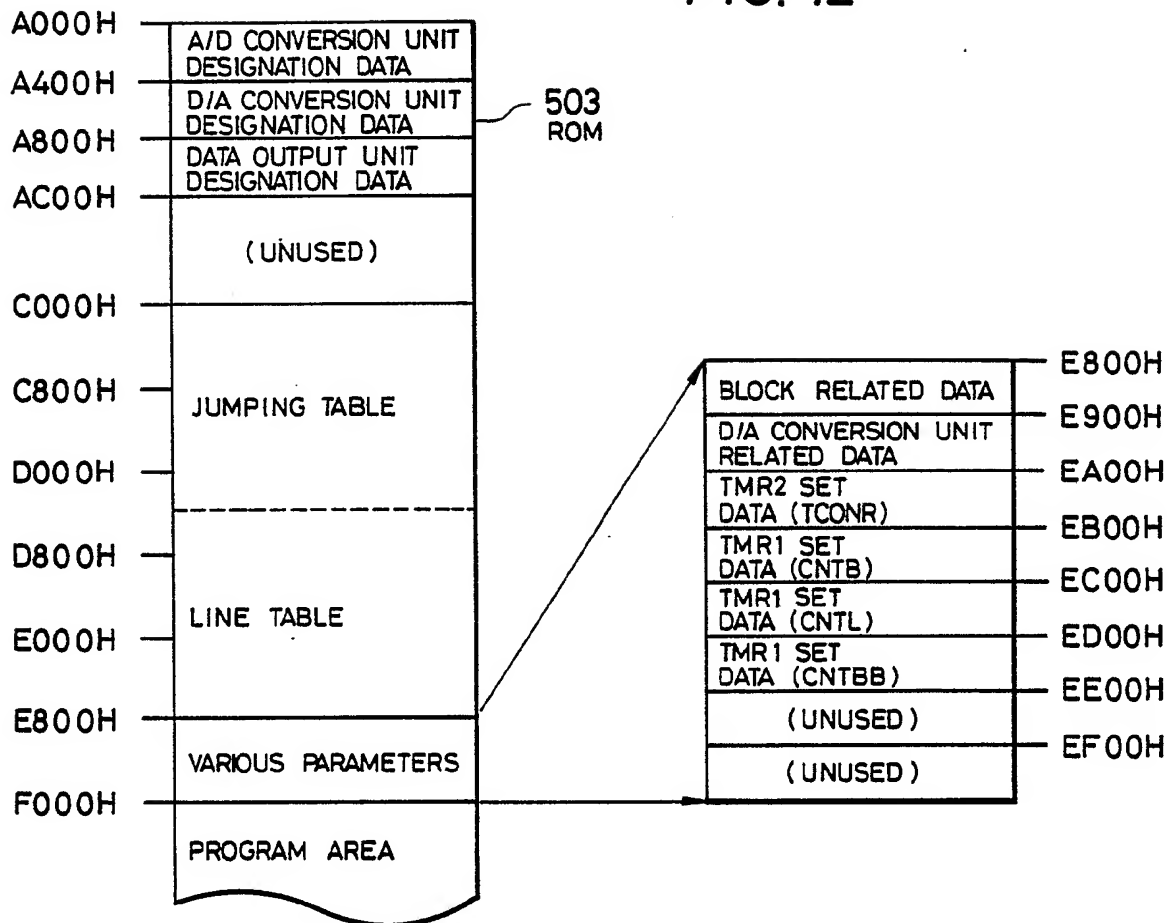 A000H
A/D CONVERSION UNIT
DESIGNATION DATA
A400H
D/A CONVERSION UNIT
DESIGNATION DATA
503
ROM
A800H
DATA OUTPUT UNIT
DESIGNATION DATA
AC00H
(UNUSED)
C000H
C800H
JUMPING TABLE
D000H
D800H
LINE TABLE
E000H
E800H
VARIOUS PARAMETERS
F000H
PROGRAM AREA
E800H
BLOCK RELATED DATA
E900H
D/A CONVERSION UNIT
RELATED DATA
EA00H
TMR2 SET
DATA (TCONR)
EB00H
TMR1 SET
DATA (CNTB)
EC00H
TMR1 SET
DATA (CNTL)
ED00H
TMR1 SET
DATA (CNTBB)
EE00H
(UNUSED)
EF00H
(UNUSED)